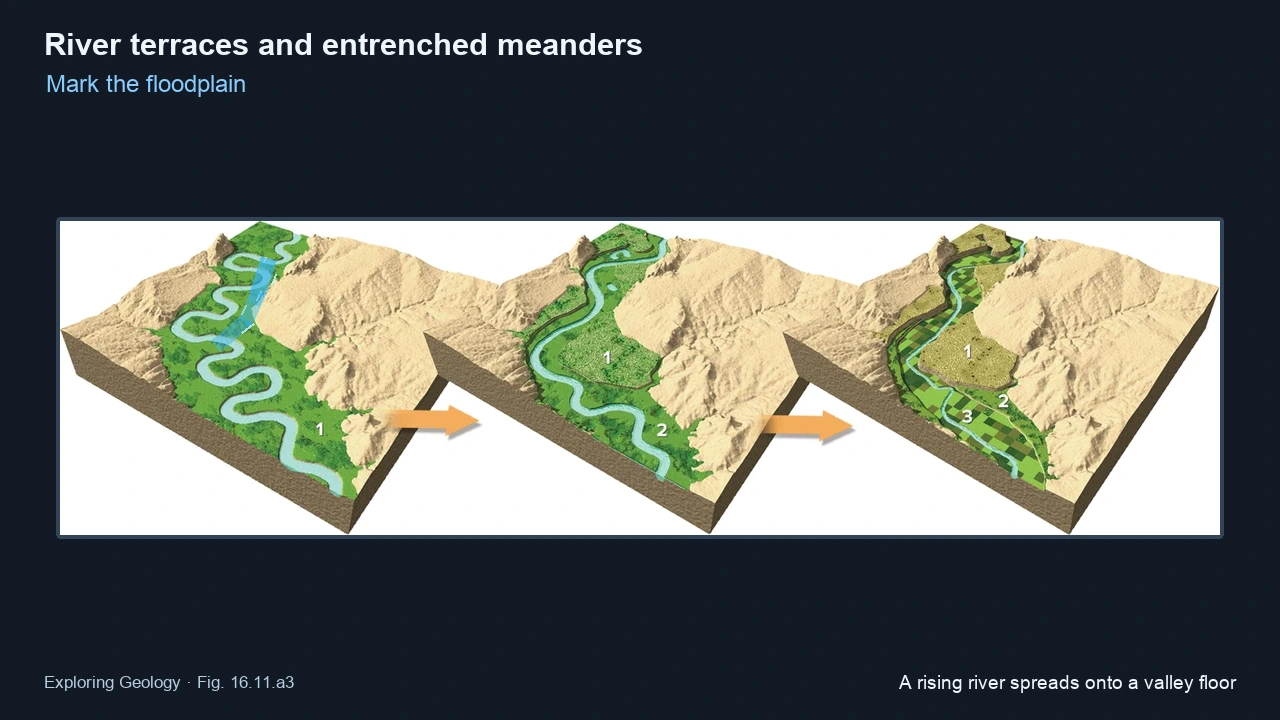 River terraces and entrenched meanders
Mark the floodplain
1
1
2
1
2
3
Exploring Geology · Fig. 16.11.a3
A rising river spreads onto a valley floor